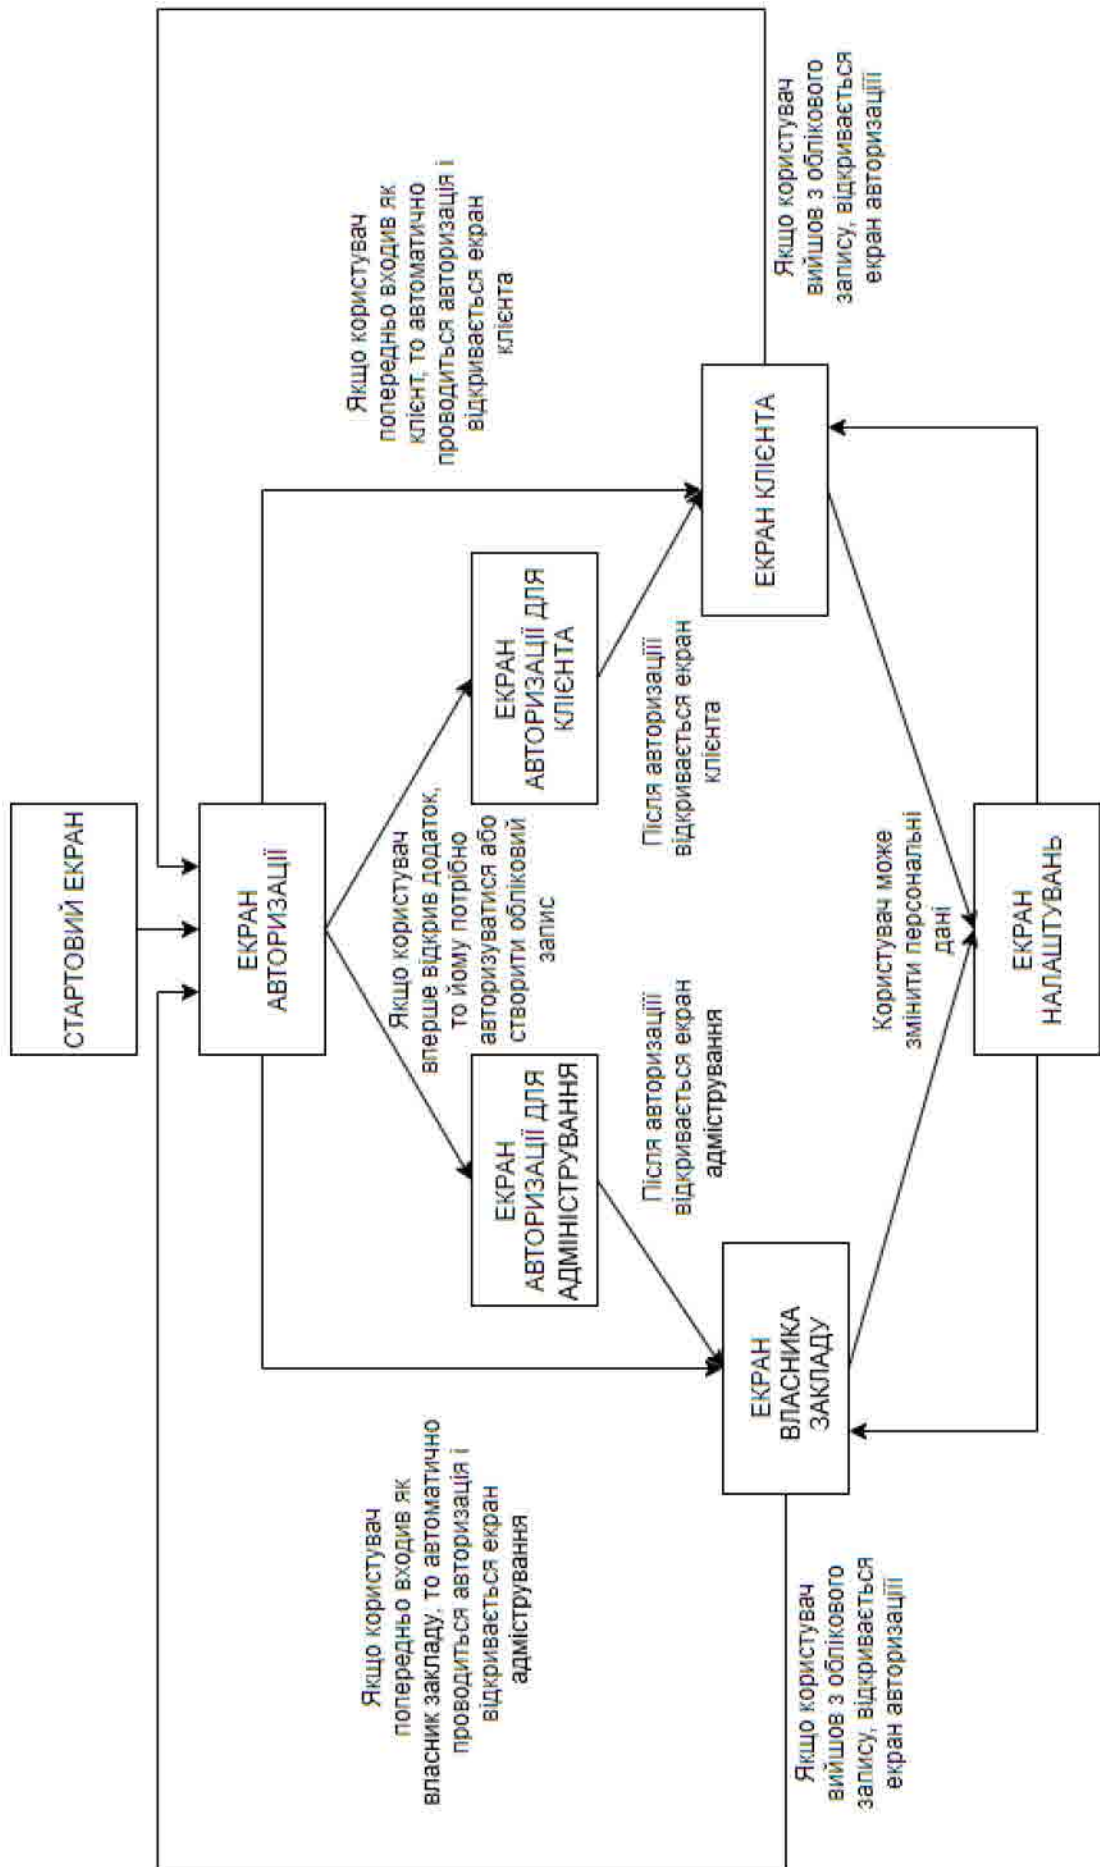 СТАРТОВИЙ ЕКРАН
ЕКРАН
АВТОРИЗАЦІЇ
Якщо користувач
попередньо входив як
власник закладу, то автоматично
проводиться авторизація і
відкривається екран
адмістрування
Якщо користувач
вперше відкрив додаток,
то йому потрібно
авторизуватися або
створити обліковий
запис
Якщо користувач
попередньо входив як
клієнт, то автоматично
проводиться авторизація і
відкривається екран
клієнта
ЕКРАН
АВТОРИЗАЦІЇ ДЛЯ
АДМІНІСТРУВАННЯ
ЕКРАН
АВТОРИЗАЦІЇ ДЛЯ
КЛІЄНТА
Після авторизаціїї
відкривається екран
адмістрування
Після авторизаціїї
відкривається екран
клієнта
ЕКРАН
ВЛАСНИКА
ЗАКЛАДУ
ЕКРАН КЛІЄНТА
Якщо користувач
вийшов з облікового
запису, відкривається
екран авторизаціїї
Якщо користувач
вийшов з облікового
запису, відкривається
екран авторизаціїї
Користувач може
змінити персональні
дані
ЕКРАН
НАЛАШТУВАНЬ